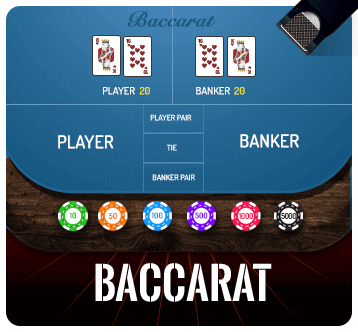 Baccarat
PLAYER 20
BANKER 20
PLAYER PAIR
PLAYER
TIE
BANKER
BANKER PAIR
10
50
100
500
1000
5000
BACCARAT